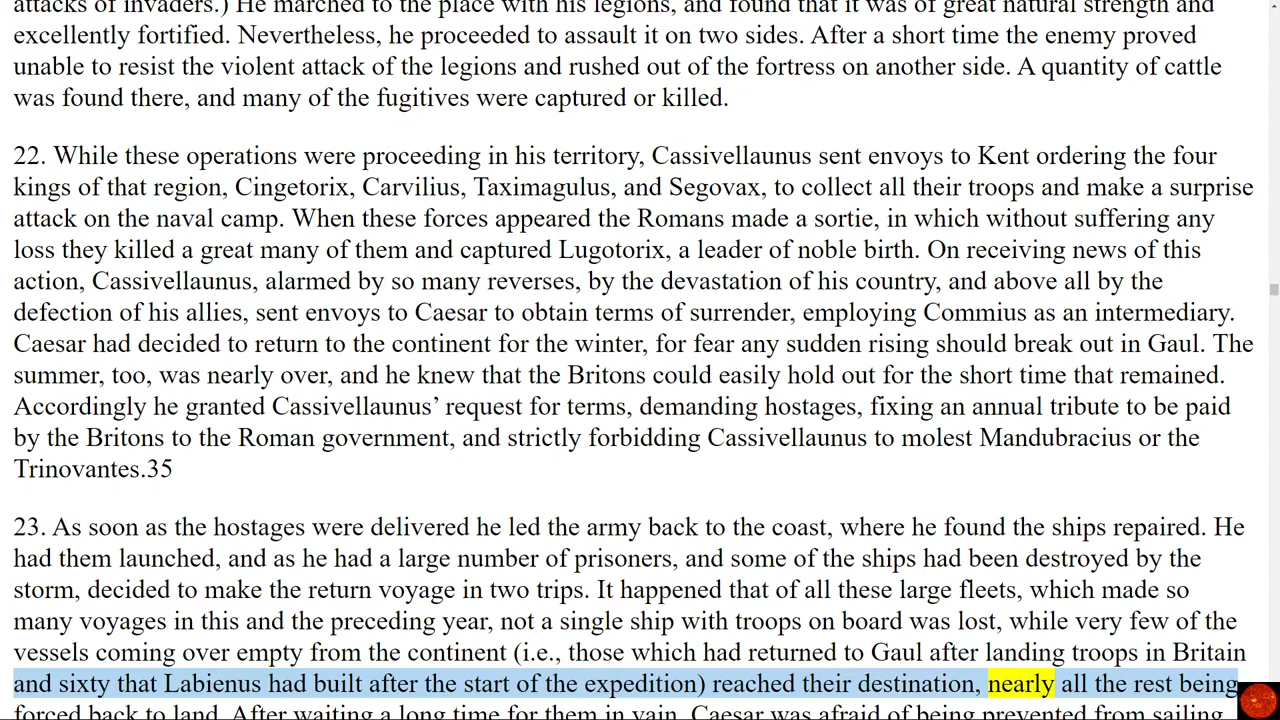 attacks of invaders.) He marched to the place with his legions, and found that it was of great natural strength and
excellently fortified. Nevertheless, he proceeded to assault it on two sides. After a short time the enemy proved
unable to resist the violent attack of the legions and rushed out of the fortress on another side. A quantity of cattle
was found there, and many of the fugitives were captured or killed.
22. While these operations were proceeding in his territory, Cassivellaunus sent envoys to Kent ordering the four
kings of that region, Cingetorix, Carvilius, Taximagulus, and Segovax, to collect all their troops and make a surprise
attack on the naval camp. When these forces appeared the Romans made a sortie, in which without suffering any
loss they killed a great many of them and captured Lugotorix, a leader of noble birth. On receiving news of this
action, Cassivellaunus, alarmed by so many reverses, by the devastation of his country, and above all by the
defection of his allies, sent envoys to Caesar to obtain terms of surrender, employing Commius as an intermediary.
Caesar had decided to return to the continent for the winter, for fear any sudden rising should break out in Gaul. The
summer, too, was nearly over, and he knew that the Britons could easily hold out for the short time that remained.
Accordingly he granted Cassivellaunus’ request for terms, demanding hostages, fixing an annual tribute to be paid
by the Britons to the Roman government, and strictly forbidding Cassivellaunus to molest Mandubracius or the
Trinovantes.35
23. As soon as the hostages were delivered he led the army back to the coast, where he found the ships repaired. He
had them launched, and as he had a large number of prisoners, and some of the ships had been destroyed by the
storm, decided to make the return voyage in two trips. It happened that of all these large fleets, which made so
many voyages in this and the preceding year, not a single ship with troops on board was lost, while very few of the
vessels coming over empty from the continent (i.e., those which had returned to Gaul after landing troops in Britain
and sixty that Labienus had built after the start of the expedition) reached their destination, nearly all the rest being
forced back to land. After waiting a long time for them in vain, Caesar was afraid of being prevented from sailing